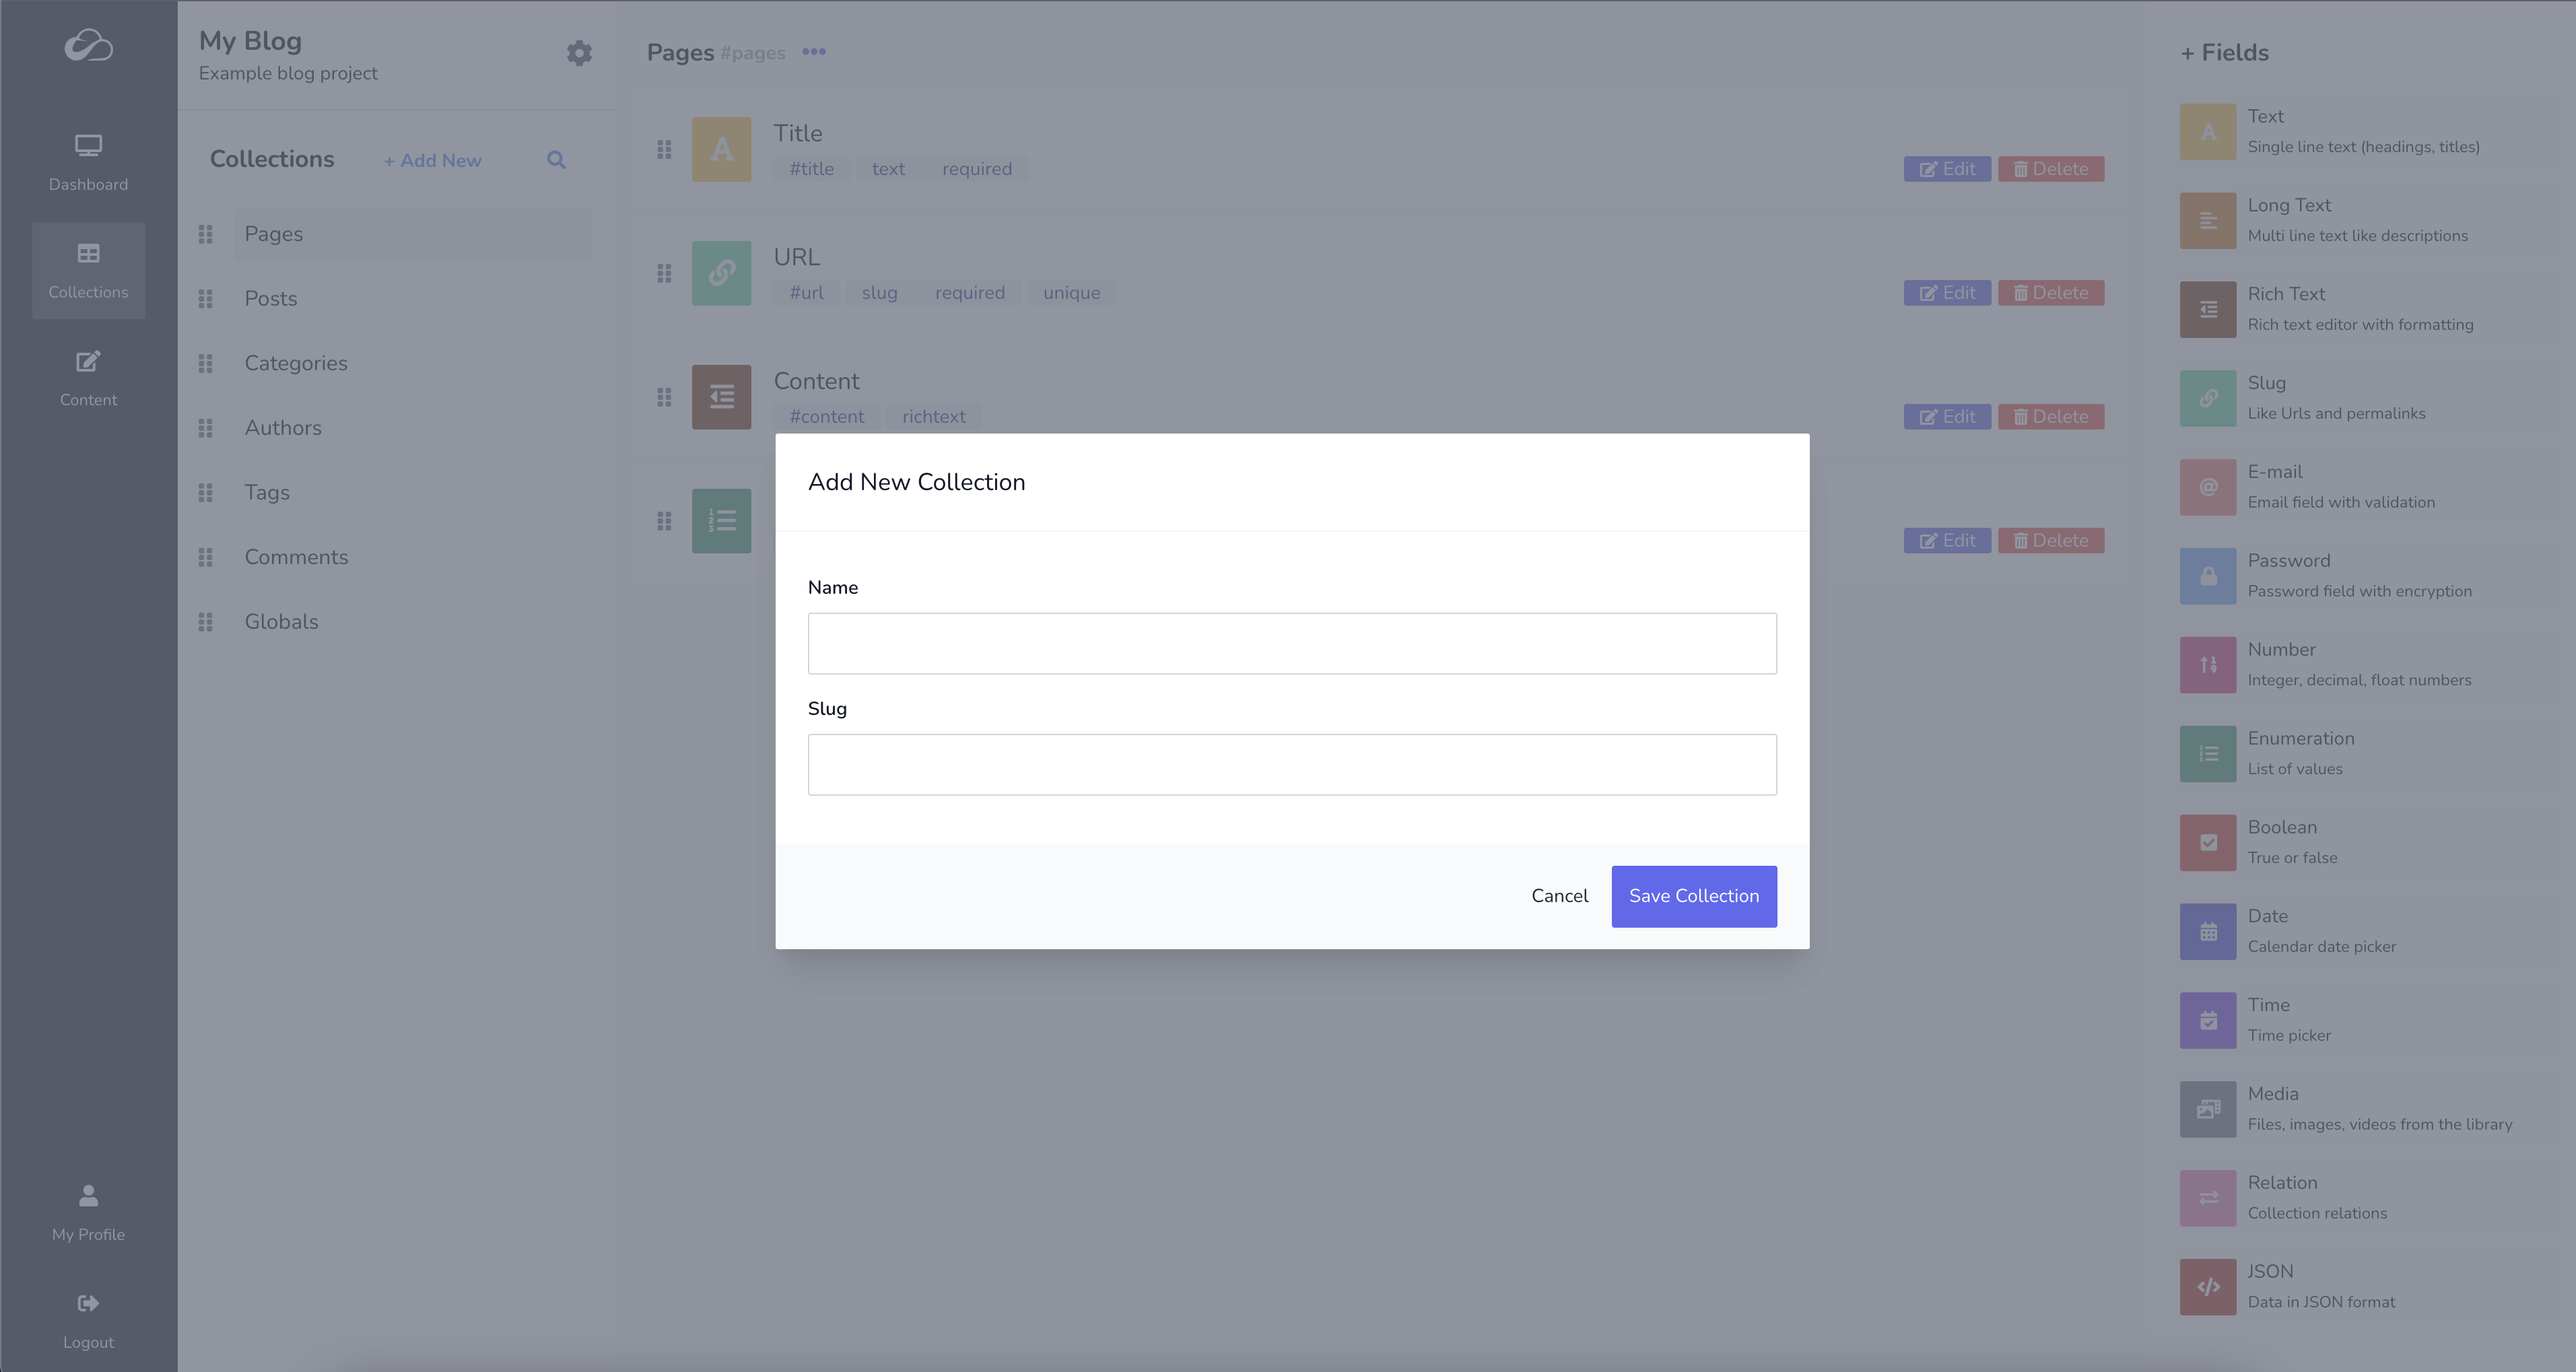 My Blog
Example blog project
Dashboard
Collections
Content
My Profile
Logout
Collections
+ Add New
Pages
Posts
Categories
Authors
Tags
Comments
Globals
Pages #pages
Title
#title text required
Edit Delete
URL
#url slug required unique
Edit Delete
Content
#content richtext
Edit Delete
Edit Delete
Add New Collection
Name
Slug
Cancel Save Collection
+ Fields
Text
Single line text (headings, titles)
Long Text
Multi line text like descriptions
Rich Text
Rich text editor with formatting
Slug
Like Urls and permalinks
E-mail
Email field with validation
Password
Password field with encryption
Number
Integer, decimal, float numbers
Enumeration
List of values
Boolean
True or false
Date
Calendar date picker
Time
Time picker
Media
Files, images, videos from the library
Relation
Collection relations
JSON
Data in JSON format